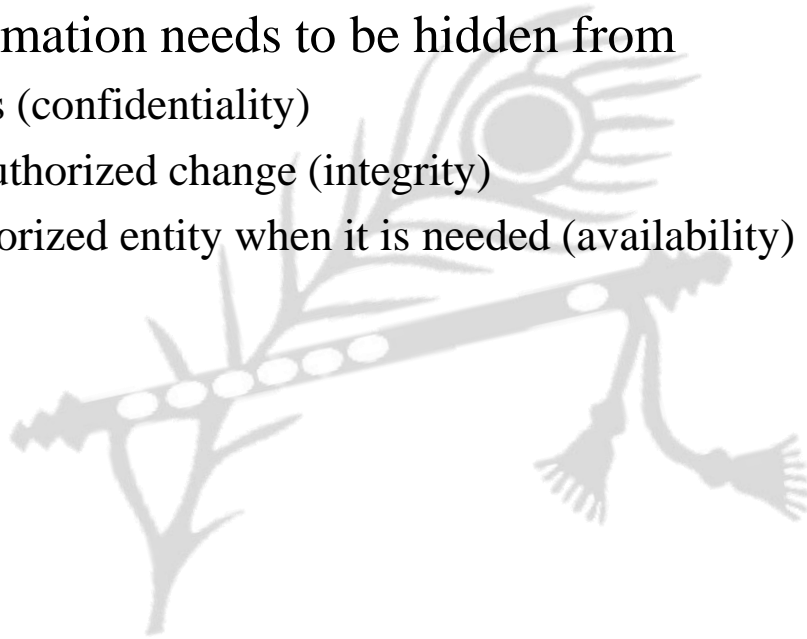 mation needs to be hidden from
s (confidentiality)
uthorized change (integrity)
orized entity when it is needed (availability)